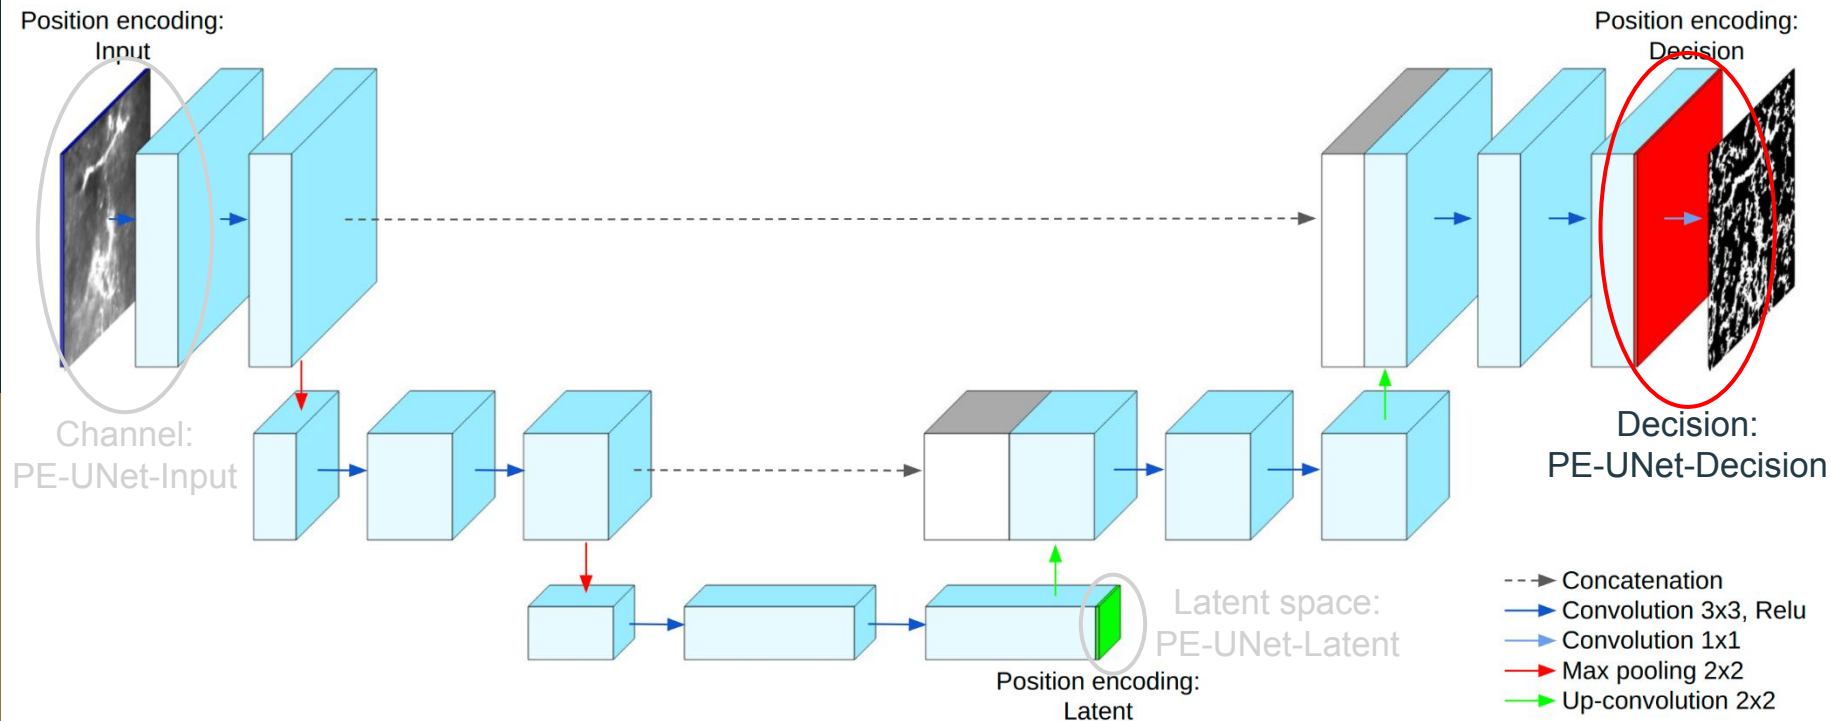 Position encoding:
Input
Position encoding:
Decision
Channel:
PE-UNet-Input
Decision:
PE-UNet-Decision
Latent space:
PE-UNet-Latent
Position encoding:
Latent
Concatenation
Convolution 3x3, Relu
Convolution 1x1
Max pooling 2x2
Up-convolution 2x2